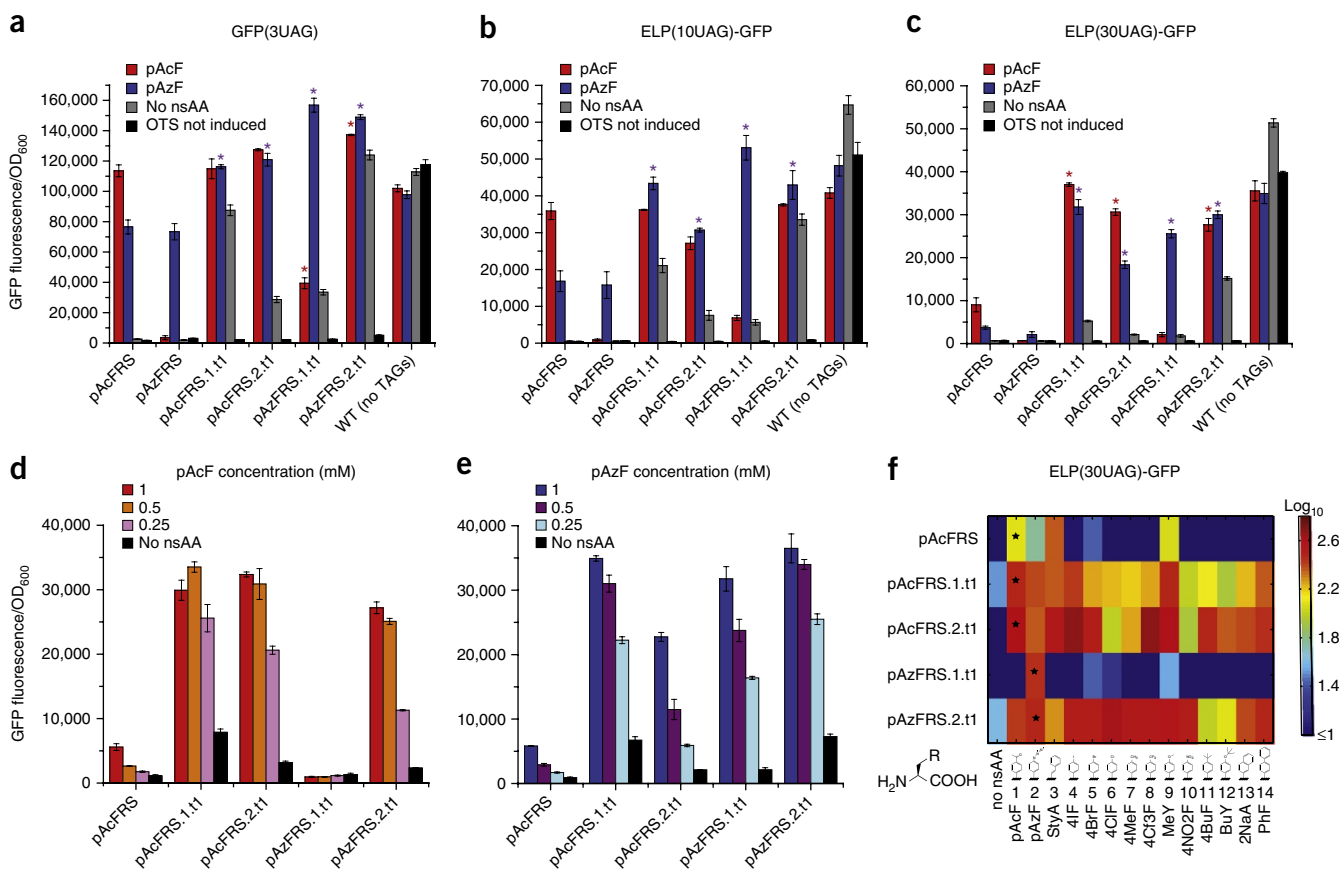 a
GFP(3UAG)
pAcF
pAzF
No nsAA
OTS not induced
GFP fluorescence/OD600
160,000
140,000
120,000
100,000
80,000
60,000
40,000
20,000
0
* * * * * *
pAcFRS
pAzFRS
pAcFRS.1.t1
pAcFRS.2.t1
pAzFRS.1.t1
pAzFRS.2.t1
WT (no TAGs)
b
ELP(10UAG)-GFP
pAcF
pAzF
No nsAA
OTS not induced
70,000
60,000
50,000
40,000
30,000
20,000
10,000
0
* * * *
pAcFRS
pAzFRS
pAcFRS.1.t1
pAcFRS.2.t1
pAzFRS.1.t1
pAzFRS.2.t1
WT (no TAGs)
c
ELP(30UAG)-GFP
pAcF
pAzF
No nsAA
OTS not induced
60,000
50,000
40,000
30,000
20,000
10,000
0
* * * * * * *
pAcFRS
pAzFRS
pAcFRS.1.t1
pAcFRS.2.t1
pAzFRS.1.t1
pAzFRS.2.t1
WT (no TAGs)
d
pAcF concentration (mM)
1
0.5
0.25
No nsAA
GFP fluorescence/OD600
40,000
30,000
20,000
10,000
0
pAcFRS
pAcFRS.1.t1
pAcFRS.2.t1
pAzFRS.1.t1
pAzFRS.2.t1
e
pAzF concentration (mM)
1
0.5
0.25
No nsAA
40,000
30,000
20,000
10,000
0
pAcFRS
pAcFRS.1.t1
pAcFRS.2.t1
pAzFRS.1.t1
pAzFRS.2.t1
f
ELP(30UAG)-GFP
Log10
pAcFRS
pAcFRS.1.t1
pAcFRS.2.t1
pAzFRS.1.t1
pAzFRS.2.t1
2.6
2.2
1.8
1.4
≤1
R
H2N
COOH
no nsAA
pAcF 1
pAzF 2
StyA 3
4IF 4
4BrF 5
4ClF 6
4MeF 7
4Cf3F 8
MeY 9
4NO2F 10
4BuF 11
BuY 12
2NaA 13
PhF 14